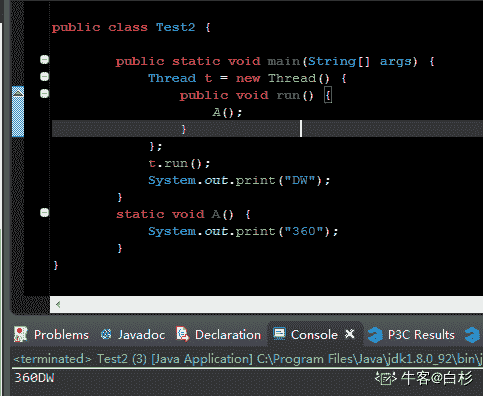 public class Test2 {
public static void main(String[] args) {
Thread t = new Thread() {
public void run() {
A();
}
};
t.run();
System.out.print("DW");
}
static void A() {
System.out.print("360");
}
}
Problems Javadoc Declaration Console P3C Results
<terminated> Test2 (3) [Java Application] C:\Program Files\Java\jdk1.8.0_92\bin\j
360DW
牛客@白杉